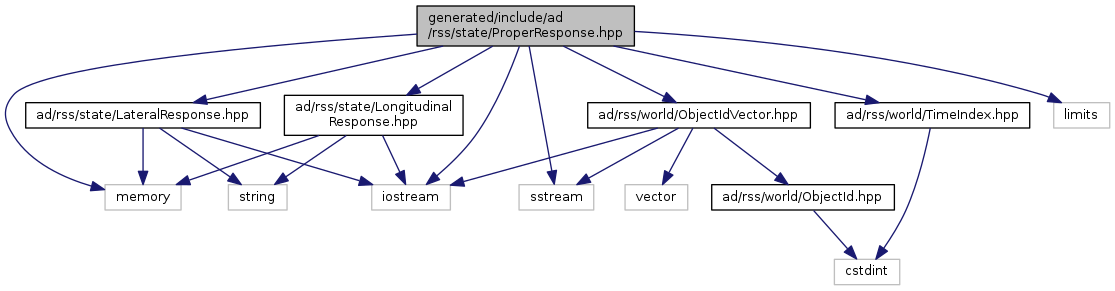 generated/include/ad
/rss/state/ProperResponse.hpp
ad/rss/state/LateralResponse.hpp
ad/rss/state/Longitudinal
Response.hpp
ad/rss/world/ObjectIdVector.hpp
ad/rss/world/TimeIndex.hpp
limits
memory
string
iostream
sstream
vector
ad/rss/world/ObjectId.hpp
cstdint